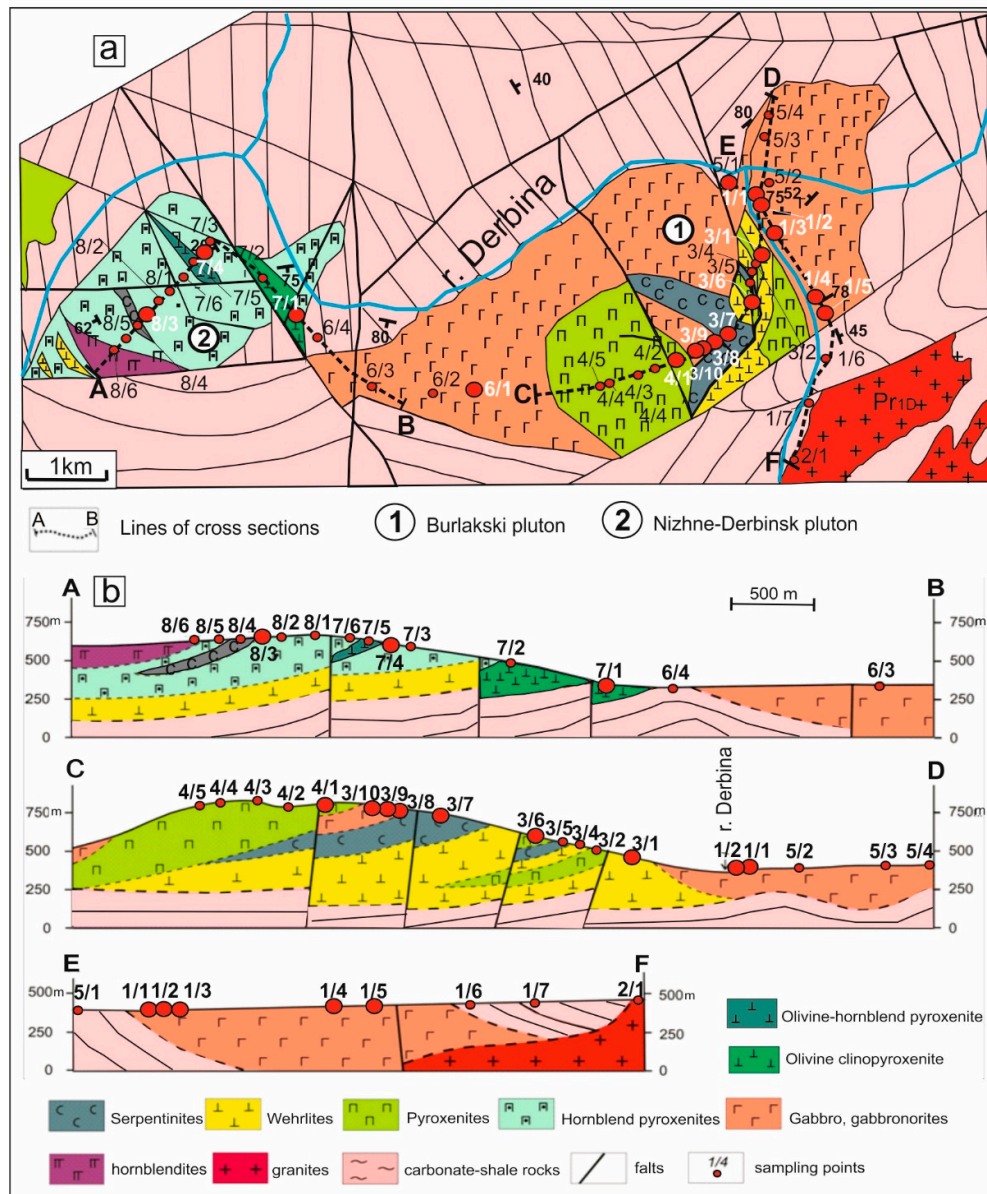 a
D
40
80
5/4
E
5/3
5/1
5/2
r. Derbina
1
1/1
75
52
7/3
3/1
1/3
1/2
8/2
7/2
3/4
7/4
3/5
8/1
75
3/6
1/4
1/5
7/6
7/5
78
8/5
7/1
3/7
62
8/3
6/4
3/9
45
2
80
4/5
4/2
3/8
3/2
1/6
A
8/6
8/4
6/3
6/2
6/1
C
4/3
4/1
3/10
4/4
4/4
B
1/7
Pr1D
F
2/1
1km
A B Lines of cross sections
1 Burlakski pluton
2 Nizhne-Derbinsk pluton
A
b
500 m
B
750m
8/6 8/5 8/4 8/2 8/1 7/6 7/5 7/3
750
8/3
7/4
7/2
500
500
7/1
6/4
6/3
250
250
0
0
C
4/5 4/4 4/3 4/2 4/1 3/10 3/9 3/8 3/7
r. Derbina
D
750m
750
3/6 3/5 3/4 3/2 3/1
500
1/2 1/1 5/2 5/3 5/4
500
250
250
0
0
E
F
500m
5/1 1/1 1/2 1/3 1/4 1/5 1/6 1/7 2/1
500m
250
250
0
0
Olivine-hornblend pyroxenite
Olivine clinopyroxenite
Serpentinites
Wehrlites
Pyroxenites
Hornblend pyroxenites
Gabbro, gabbronorites
hornblendites
granites
carbonate-shale rocks
falts
1/4
sampling points